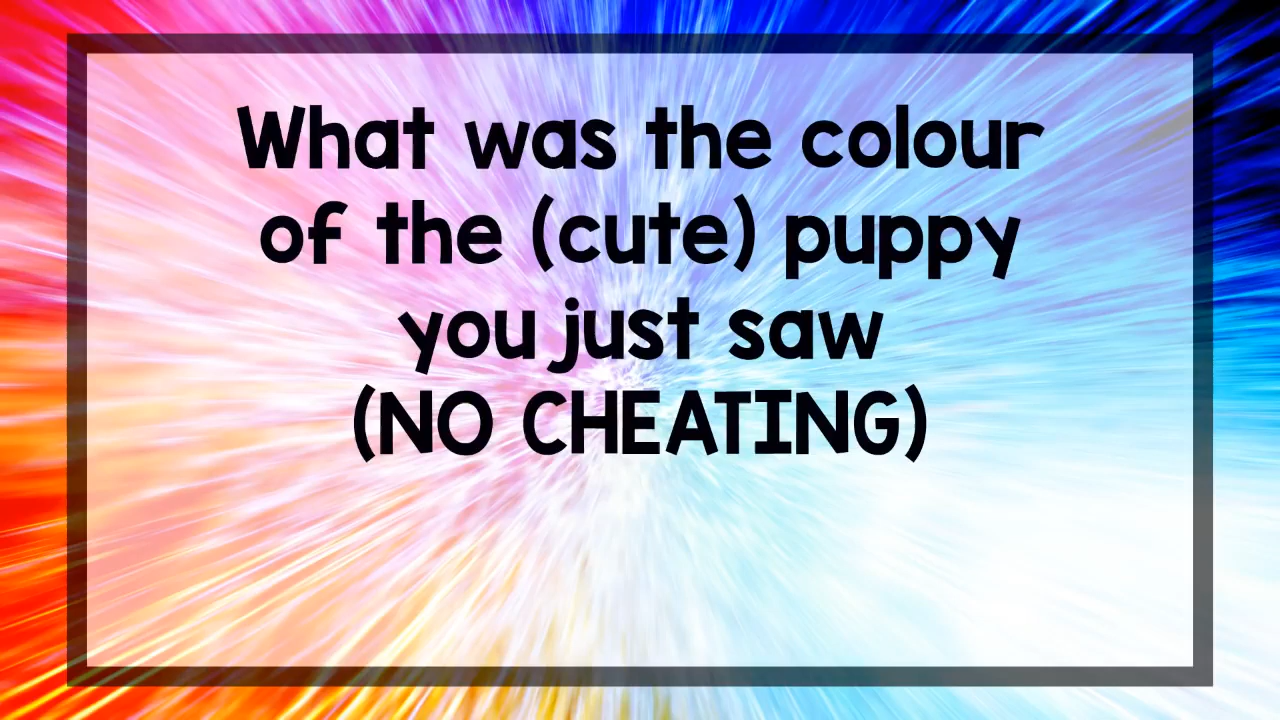 What was the colour
of the (cute) puppy
you just saw
(NO CHEATING)